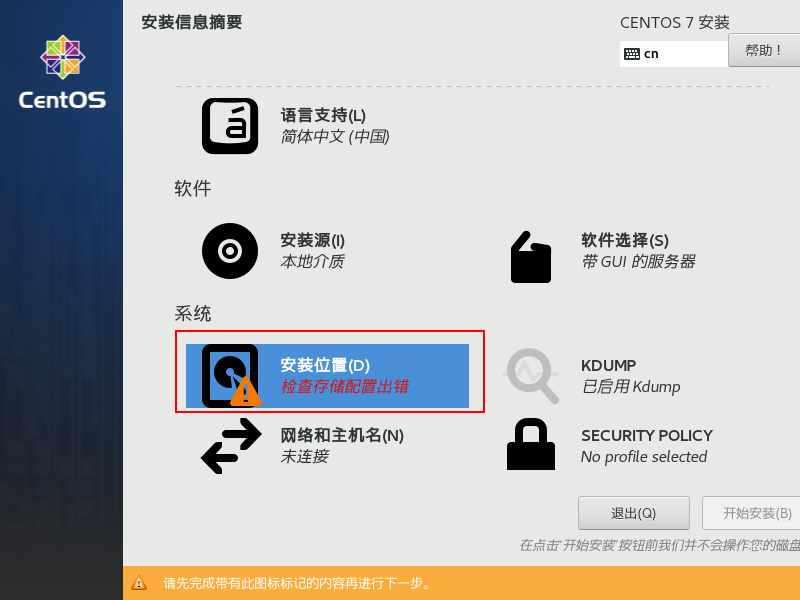 安装信息摘要
CENTOS 7 安装
cn
帮助！
CentOS
语言支持(L)
简体中文 (中国)
软件
安装源(I)
本地介质
软件选择(S)
带 GUI 的服务器
系统
安装位置(D)
检查存储配置出错
KDUMP
已启用 Kdump
网络和主机名(N)
未连接
SECURITY POLICY
No profile selected
退出(Q)
开始安装(B)
在点击'开始安装'按钮前我们并不会操作您的磁盘
请先完成带有此图标标记的内容再进行下一步。